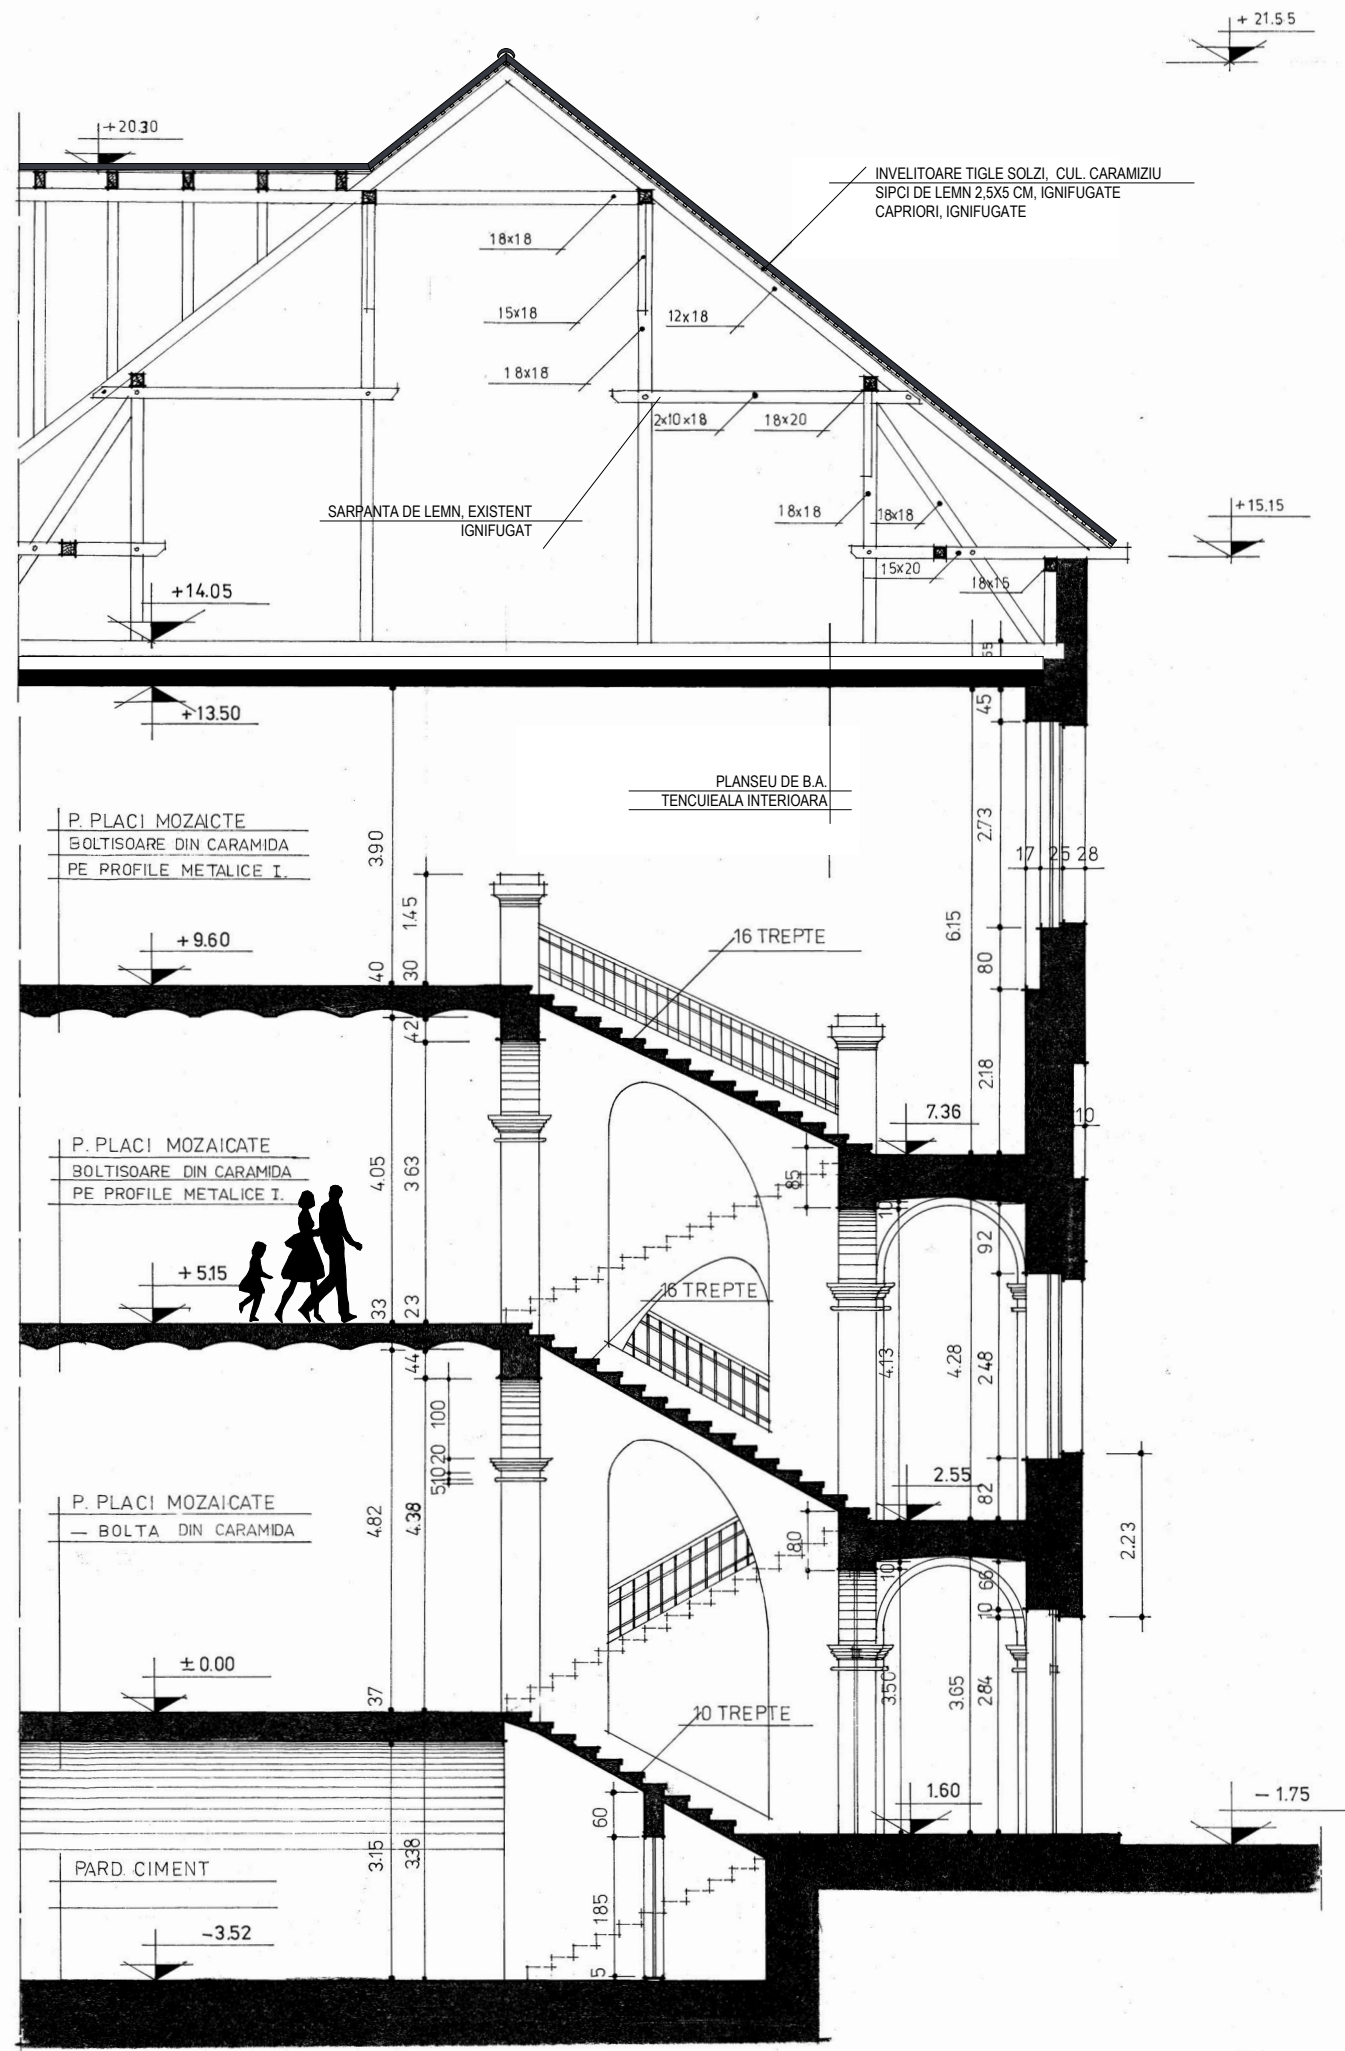 + 21.55
+20.30
INVELITOARE TIGLE SOLZI, CUL. CARAMIZIU
SIPCI DE LEMN 2,5X5 CM, IGNIFUGATE
CAPRIORI, IGNIFUGATE
18x18
15x18
12x18
18x18
2x10x18
18x20
SARPANTA DE LEMN, EXISTENT
IGNIFUGAT
18x18
18x18
+15.15
15x20
18x15
+14.05
55
+13.50
45
PLANSEU DE B.A.
TENCUIEALA INTERIOARA
P. PLACI MOZAICTE
BOLTISOARE DIN CARAMIDA
PE PROFILE METALICE I.
3.90
2.73
17 25 28
1.45
6.15
16 TREPTE
+9.60
40
30
80
42
2.18
7.36
10
P. PLACI MOZAICATE
BOLTISOARE DIN CARAMIDA
PE PROFILE METALICE I.
4.05
3.63
85
10
92
+5.15
16 TREPTE
33
23
4.13
4.28
2.48
44
100
20
10
5
2.55
82
P. PLACI MOZAICATE
— BOLTA DIN CARAMIDA
4.82
4.38
80
2.23
10
66
10
±0.00
37
3.50
3.65
2.84
10 TREPTE
1.60
-1.75
60
3.15
3.38
PARD. CIMENT
185
-3.52
5